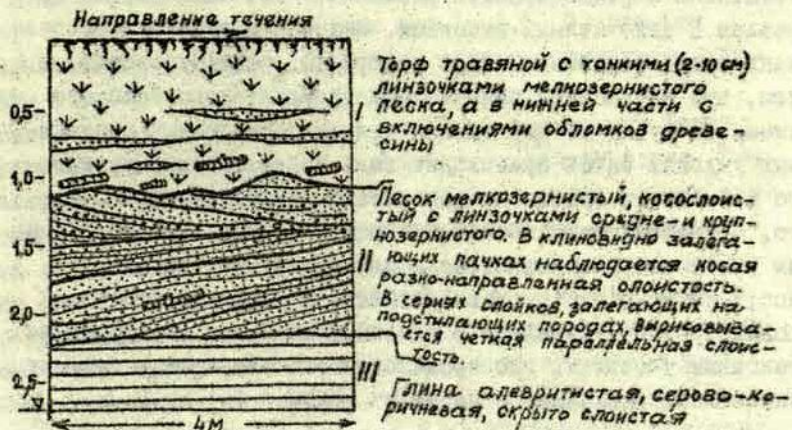 Направление течения
Торф травяной с тонкими (2-10 см)
линзочками мелкозернистого
песка, а в нижней части с
включениями обломков древе-
сины
Песок мелкозернистый, косослоис-
тый с линзочками средне- и круп-
нозернистого. В клиновидно залега-
ющих пачках наблюдается косая
разно-направленная слоистость.
В сериях слойков, залегающих на
подстилающих породах, вырисовыва-
ется четкая параллельная слоис-
тость.
Глина алевритистая, серово-ко-
ричневая, скрыто слоистая
0,5
1,0
1,5
2,0
2,5
I
II
III
4м